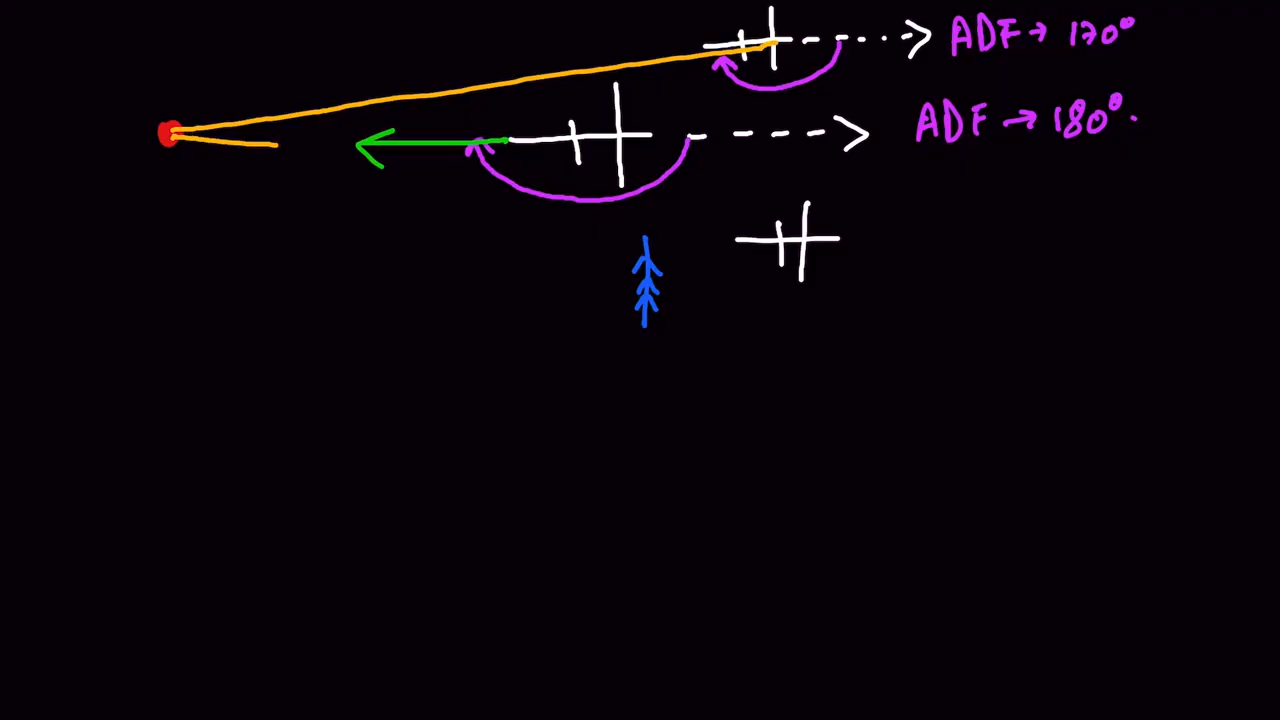 ADF → 170°
ADF → 180°.